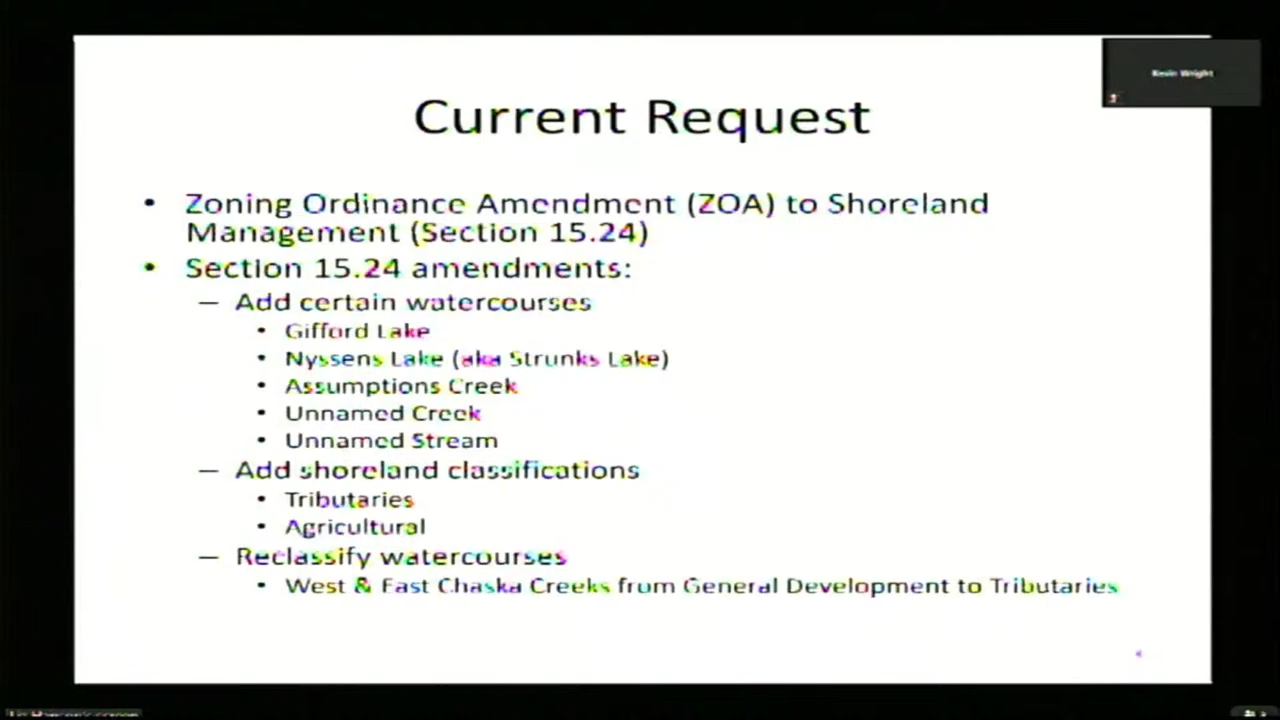 Kevin Wright
Current Request
• Zoning Ordinance Amendment (ZOA) to Shoreland
Management (Section 15.24)
• Section 15.24 amendments:
– Add certain watercourses
• Gifford Lake
• Nyssens Lake (aka Strunks Lake)
• Assumptions Creek
• Unnamed Creek
• Unnamed Stream
– Add shoreland classifications
• Tributaries
• Agricultural
– Reclassify watercourses
• West & East Chaska Creeks from General Development to Tributaries